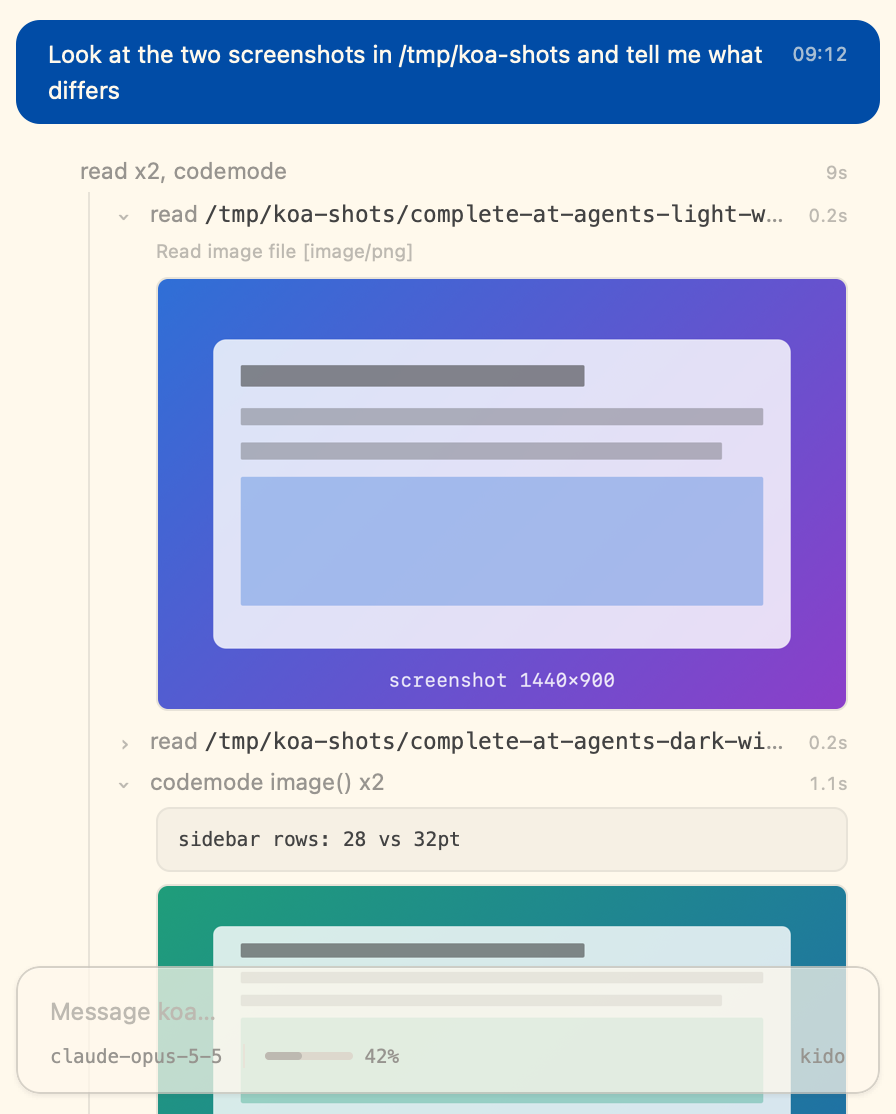 Look at the two screenshots in /tmp/koa-shots and tell me what 09:12
differs
read x2, codemode 9s
read /tmp/koa-shots/complete-at-agents-light-w… 0.2s
Read image file [image/png]
screenshot 1440×900
read /tmp/koa-shots/complete-at-agents-dark-wi… 0.2s
codemode image() x2 1.1s
sidebar rows: 28 vs 32pt
Message koa…
claude-opus-5-5 42% kido